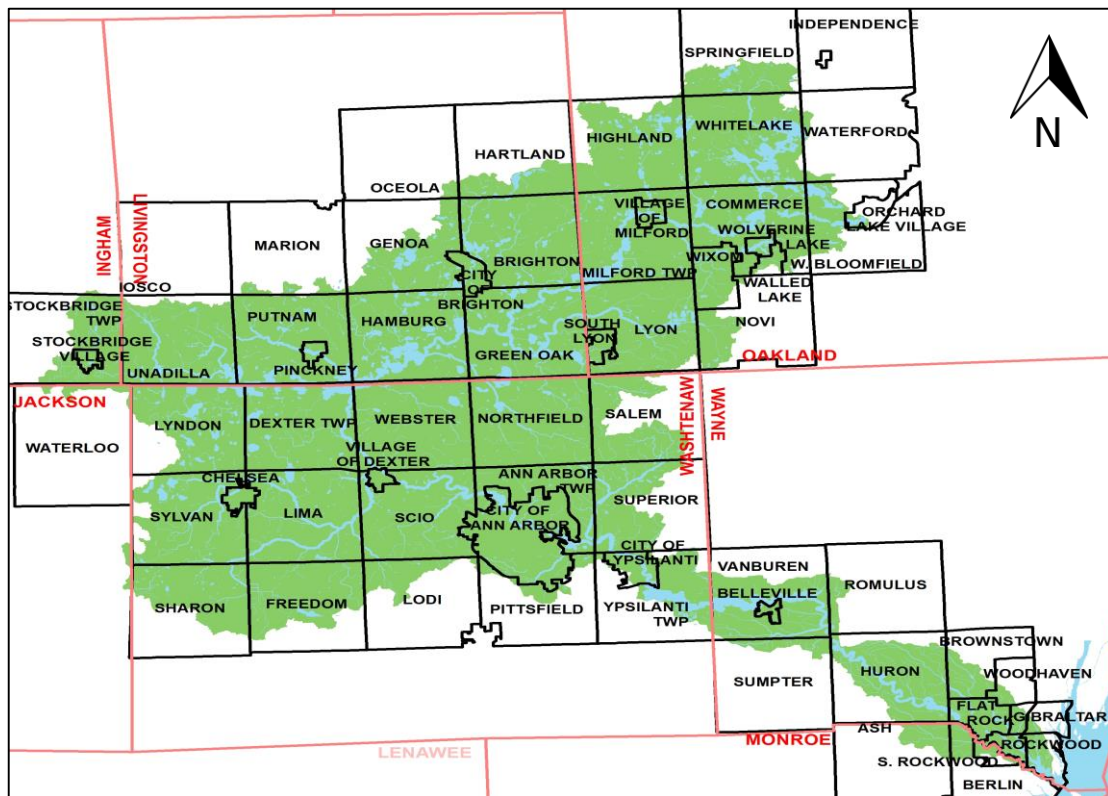 INDEPENDENCE
SPRINGFIELD
N
WHITELAKE
WATERFORD
HIGHLAND
HARTLAND
OCEOLA
INGHAM
LIVINGSTON
MARION
GENOA
BRIGHTON
CITY
OF
BRIGHTON
VILLAGE
OF
MILFORD
MILFORD TWP
COMMERCE
WOLVERINE
LAKE
WIXOM
ORCHARD
LAKE VILLAGE
W. BLOOMFIELD
WALLED
LAKE
IOSCO
STOCKBRIDGE
TWP
STOCKBRIDGE
VILLAGE
UNADILLA
PUTNAM
PINCKNEY
HAMBURG
GREEN OAK
SOUTH
LYON
LYON
NOVI
OAKLAND
JACKSON
WATERLOO
LYNDON
DEXTER TWP
WEBSTER
NORTHFIELD
SALEM
WASHTENAW
WAYNE
VILLAGE
OF DEXTER
CHELSEA
SYLVAN
LIMA
SCIO
ANN ARBOR
TWP
CITY OF
ANN ARBOR
SUPERIOR
CITY OF
YPSILANTI
SHARON
FREEDOM
LODI
PITTSFIELD
YPSILANTI
TWP
VANBUREN
BELLEVILLE
ROMULUS
SUMPTER
HURON
BROWNSTOWN
WOODHAVEN
FLAT
ROCK
GIBRALTAR
ASH
ROCKWOOD
S. ROCKWOOD
BERLIN
MONROE
LENAWEE